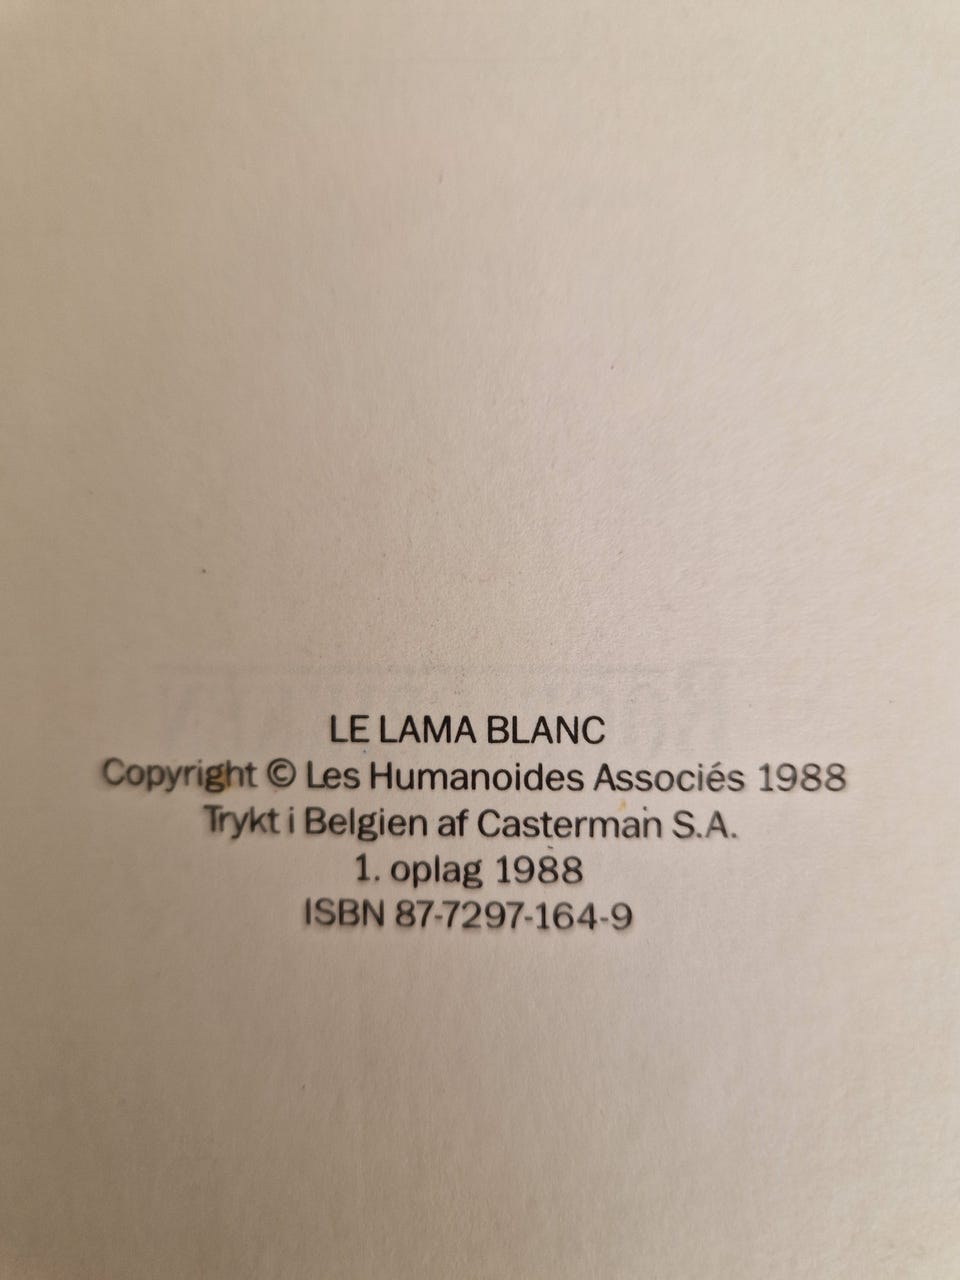 LE LAMA BLANC
Copyright © Les Humanoides Associés 1988
Trykt i Belgien af Casterman S.A.
1. oplag 1988
ISBN 87-7297-164-9